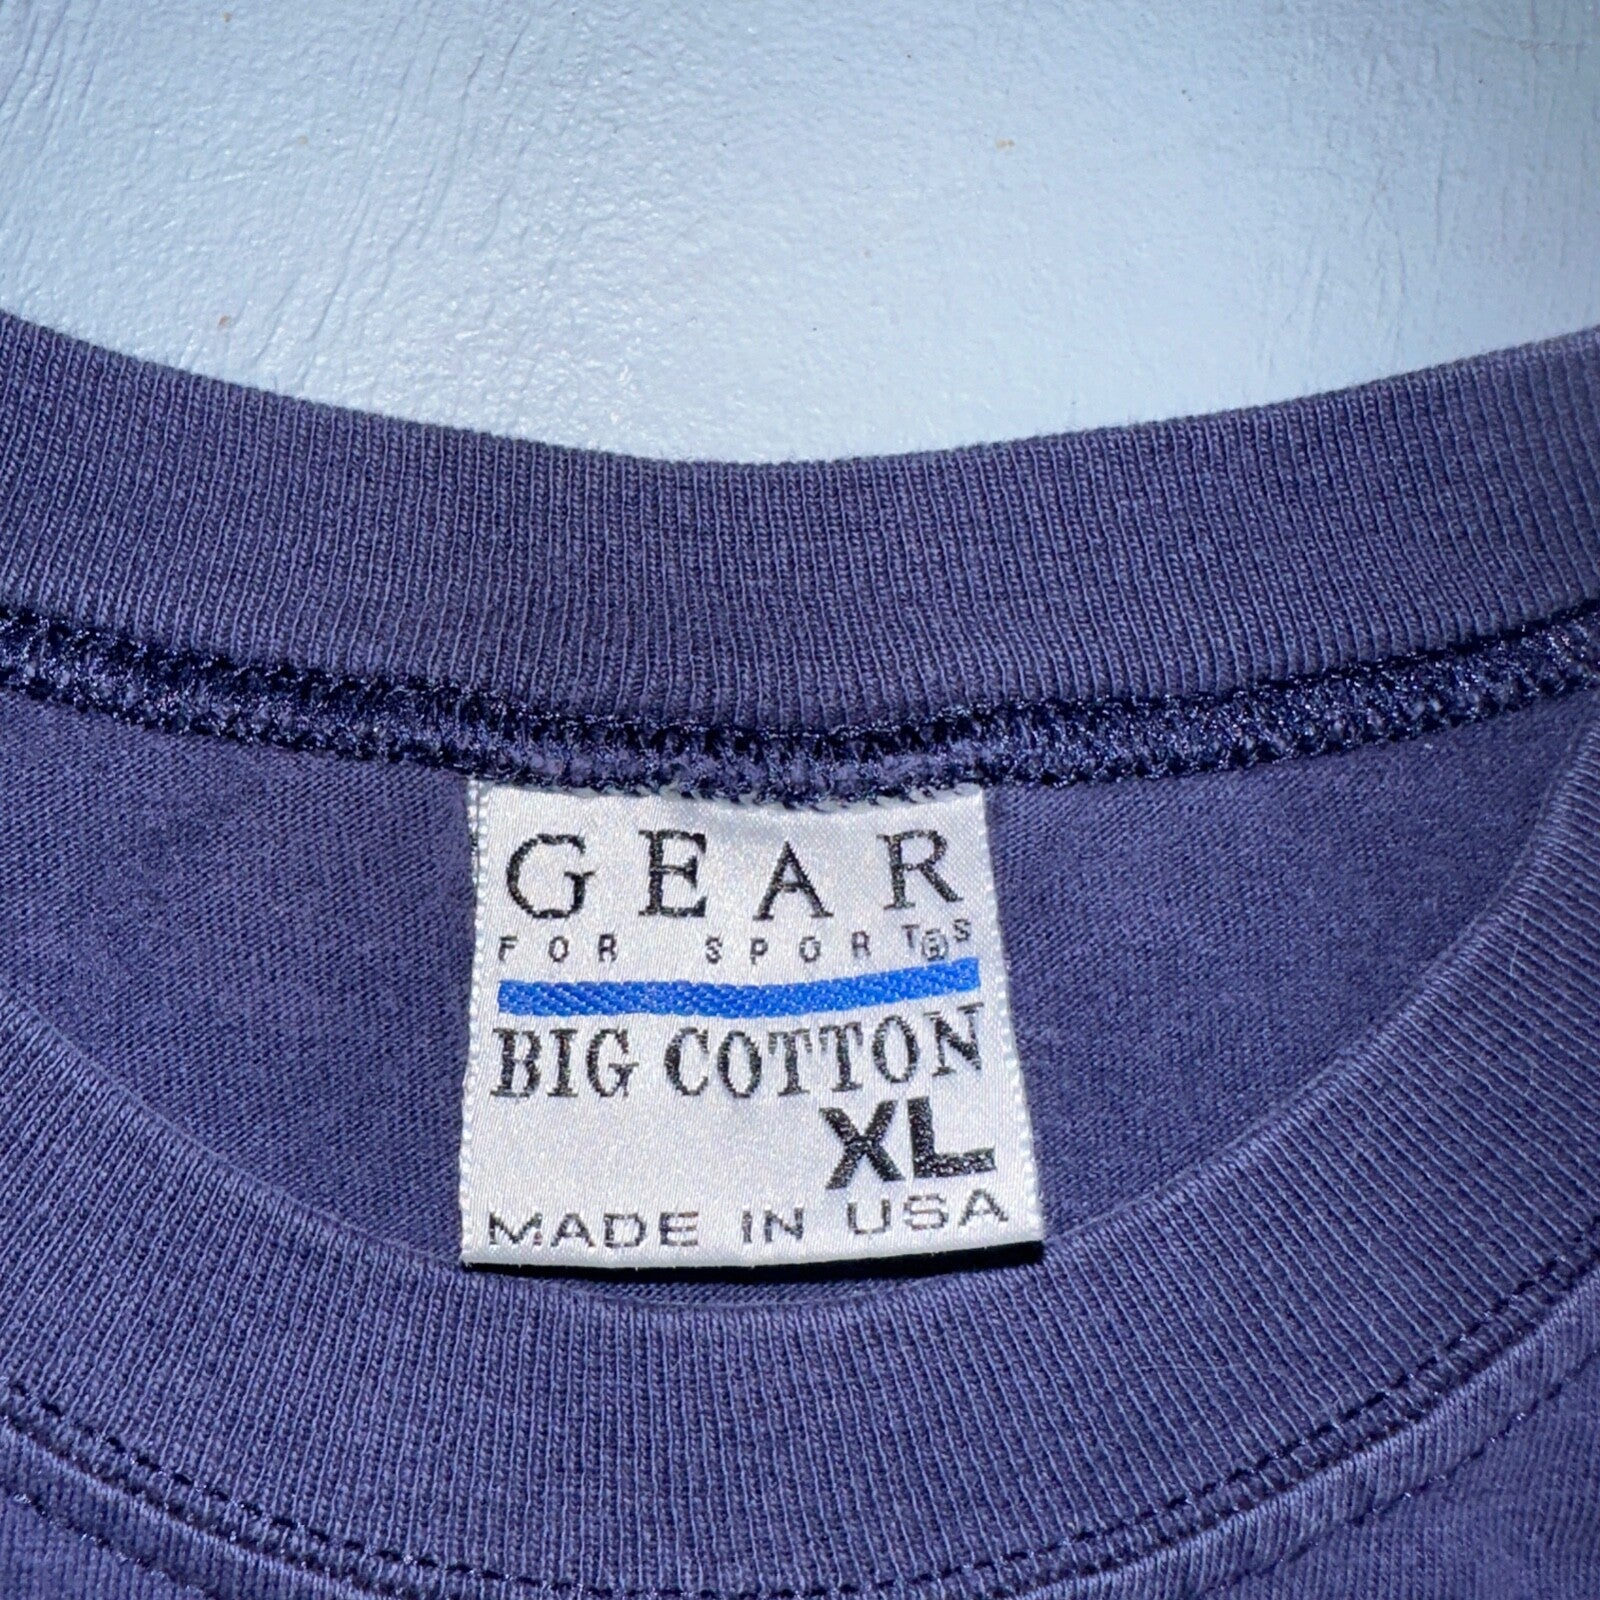 GEAR
FOR SPORTS®
BIG COTTON
XL
MADE IN USA